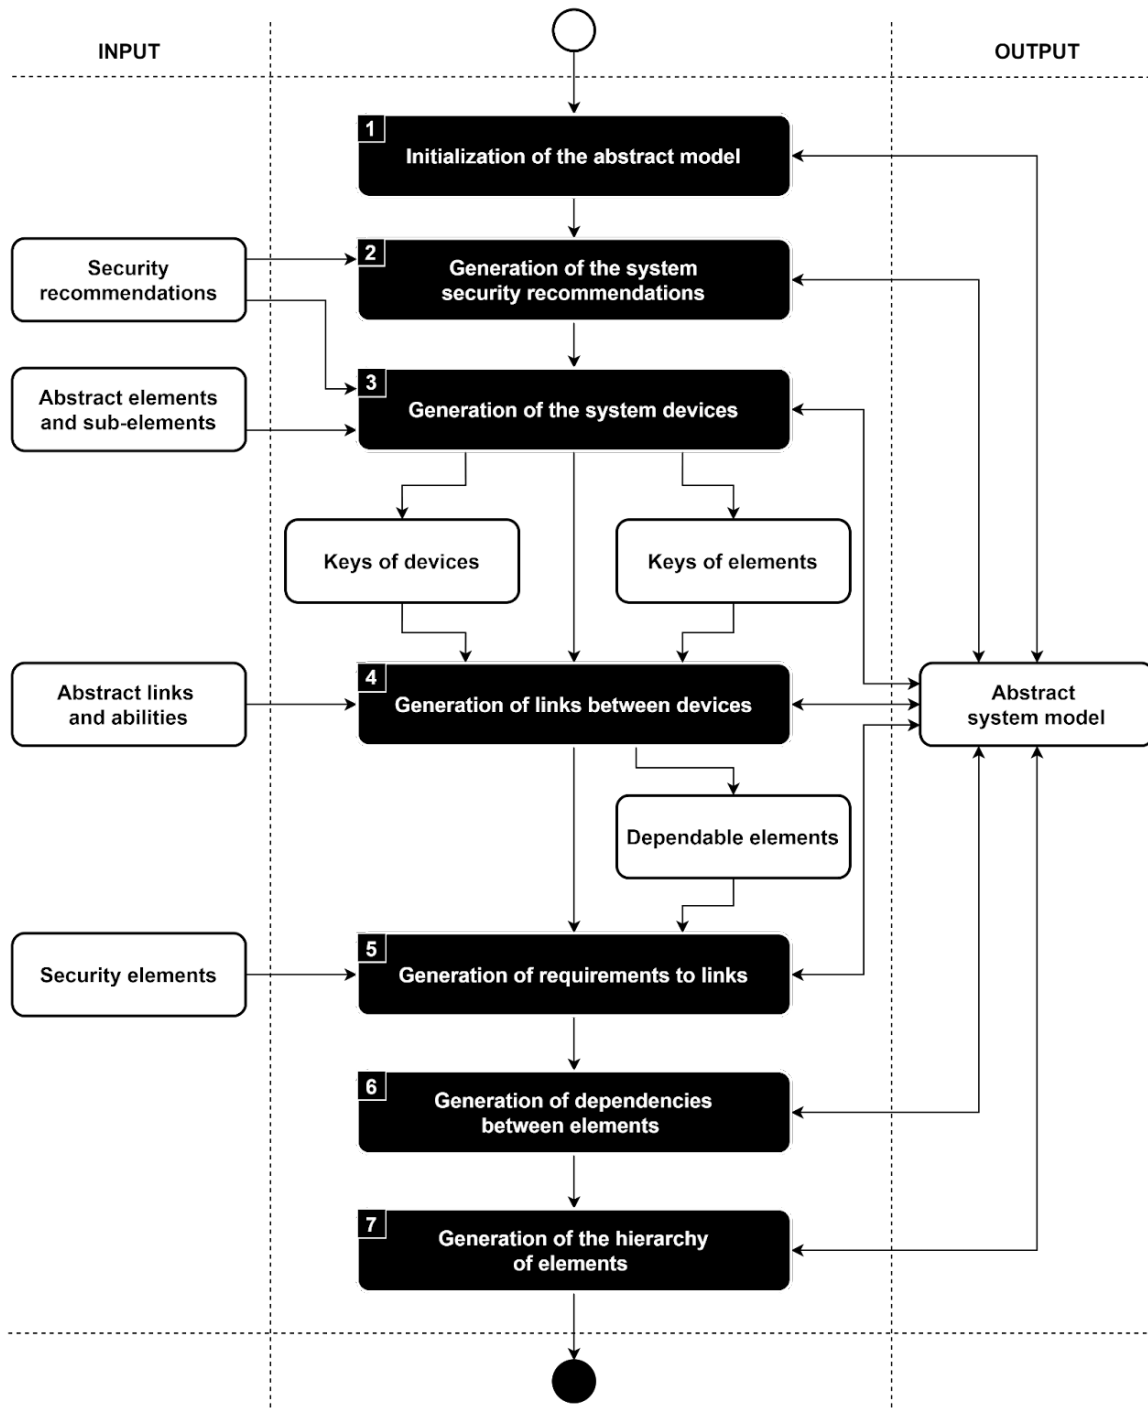 INPUT
OUTPUT
1
Initialization of the abstract model
Security
recommendations
2
Generation of the system
security recommendations
Abstract elements
and sub-elements
3
Generation of the system devices
Keys of devices
Keys of elements
Abstract links
and abilities
4
Generation of links between devices
Abstract
system model
Dependable elements
Security elements
5
Generation of requirements to links
6
Generation of dependencies
between elements
7
Generation of the hierarchy
of elements